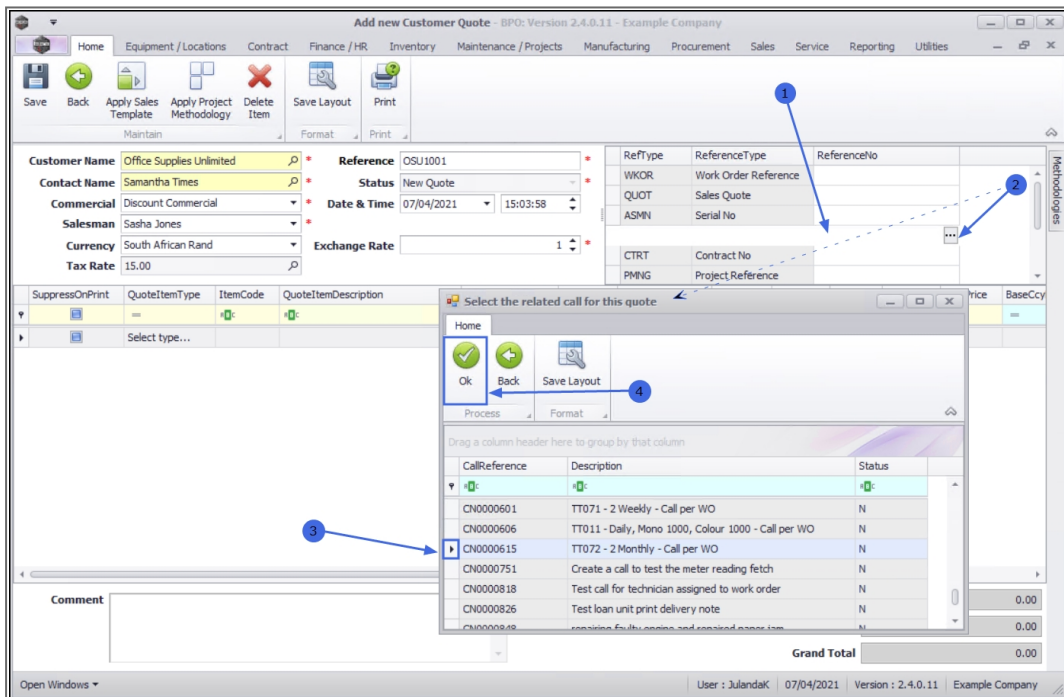 Add new Customer Quote - BPO: Version 2.4.0.11 - Example Company
Home Equipment / Locations Contract Finance / HR Inventory Maintenance / Projects Manufacturing Procurement Sales Service Reporting Utilities
Save Back Apply Sales Template Apply Project Methodology Delete Item Save Layout Print
Maintain Format Print
1
Customer Name Office Supplies Unlimited * Reference OSU1001 *
Contact Name Samantha Times * Status New Quote *
Commercial Discount Commercial * Date & Time 07/04/2021 15:03:58
Salesman Sasha Jones *
Currency South African Rand Exchange Rate 1 *
Tax Rate 15.00
RefType ReferenceType ReferenceNo
WKOR Work Order Reference
QUOT Sales Quote
ASMN Serial No
...
CTRT Contract No
PMNG Project Reference
2
Methodologies
SuppressOnPrint QuoteItemType ItemCode QuoteItemDescription rice BaseCcy
Select type...
Select the related call for this quote
Home
Ok Back Save Layout
4
Process Format
Drag a column header here to group by that column
CallReference Description Status
CN0000601 TT071 - 2 Weekly - Call per WO N
CN0000606 TT011 - Daily, Mono 1000, Colour 1000 - Call per WO N
3
CN0000615 TT072 - 2 Monthly - Call per WO N
CN0000751 Create a call to test the meter reading fetch N
CN0000818 Test call for technician assigned to work order N
CN0000826 Test loan unit print delivery note N
CN0000848 repairing faulty engine and repaired paper jam N
Comment
0.00
0.00
Grand Total 0.00
Open Windows User : JulandaK 07/04/2021 Version : 2.4.0.11 Example Company